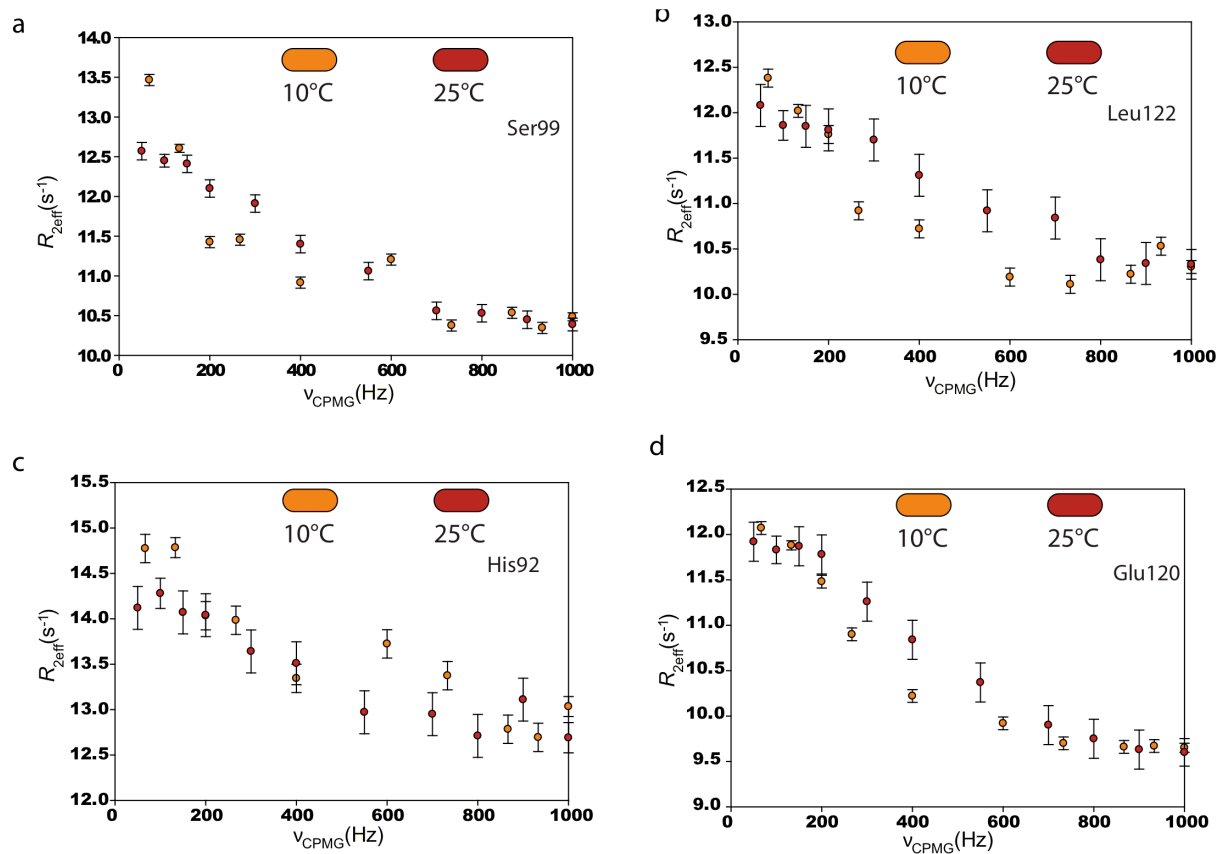 a
14.0
13.5
13.0
12.5
12.0
11.5
11.0
10.5
10.0
R2eff(s-1)
10°C
25°C
Ser99
0
200
400
600
800
1000
νCPMG(Hz)
b
13.0
12.5
12.0
11.5
11.0
10.5
10.0
9.5
R2eff(s-1)
10°C
25°C
Leu122
0
200
400
600
800
1000
νCPMG(Hz)
c
15.5
15.0
14.5
14.0
13.5
13.0
12.5
12.0
R2eff(s-1)
10°C
25°C
His92
0
200
400
600
800
1000
νCPMG(Hz)
d
12.5
12.0
11.5
11.0
10.5
10.0
9.5
9.0
R2eff(s-1)
10°C
25°C
Glu120
0
200
400
600
800
1000
νCPMG(Hz)